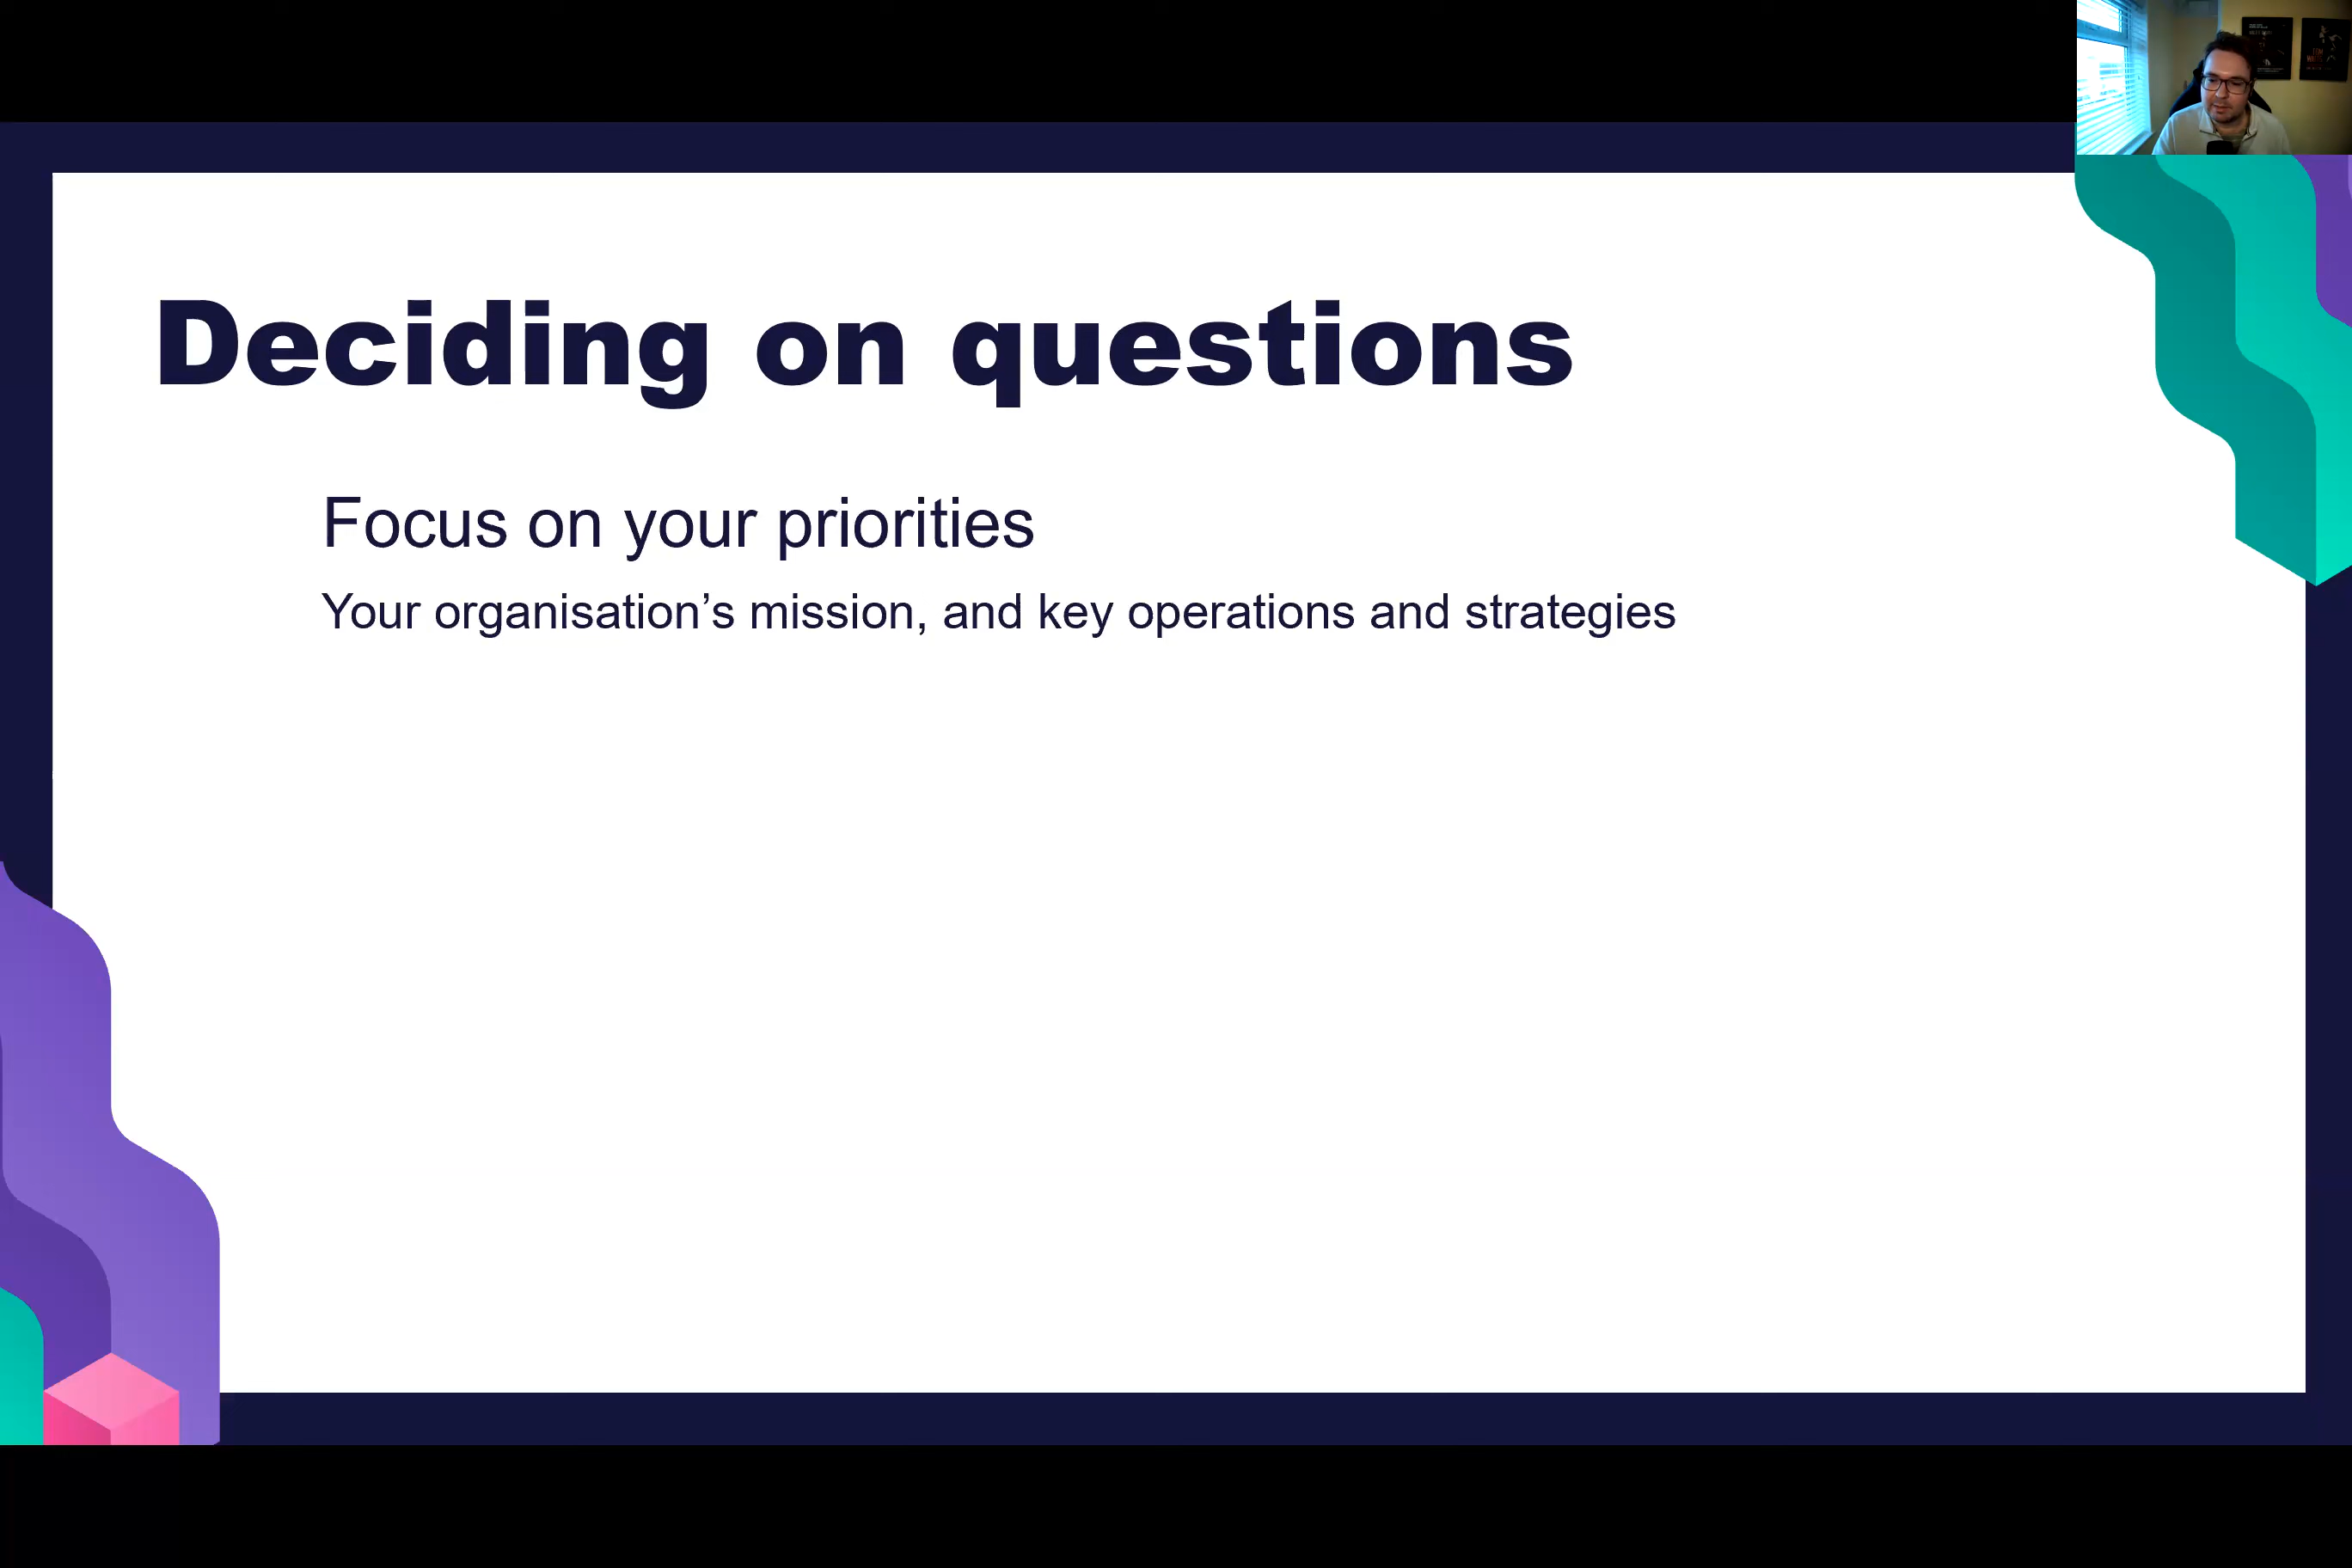 Deciding on questions
Focus on your priorities
Your organisation’s mission, and key operations and strategies